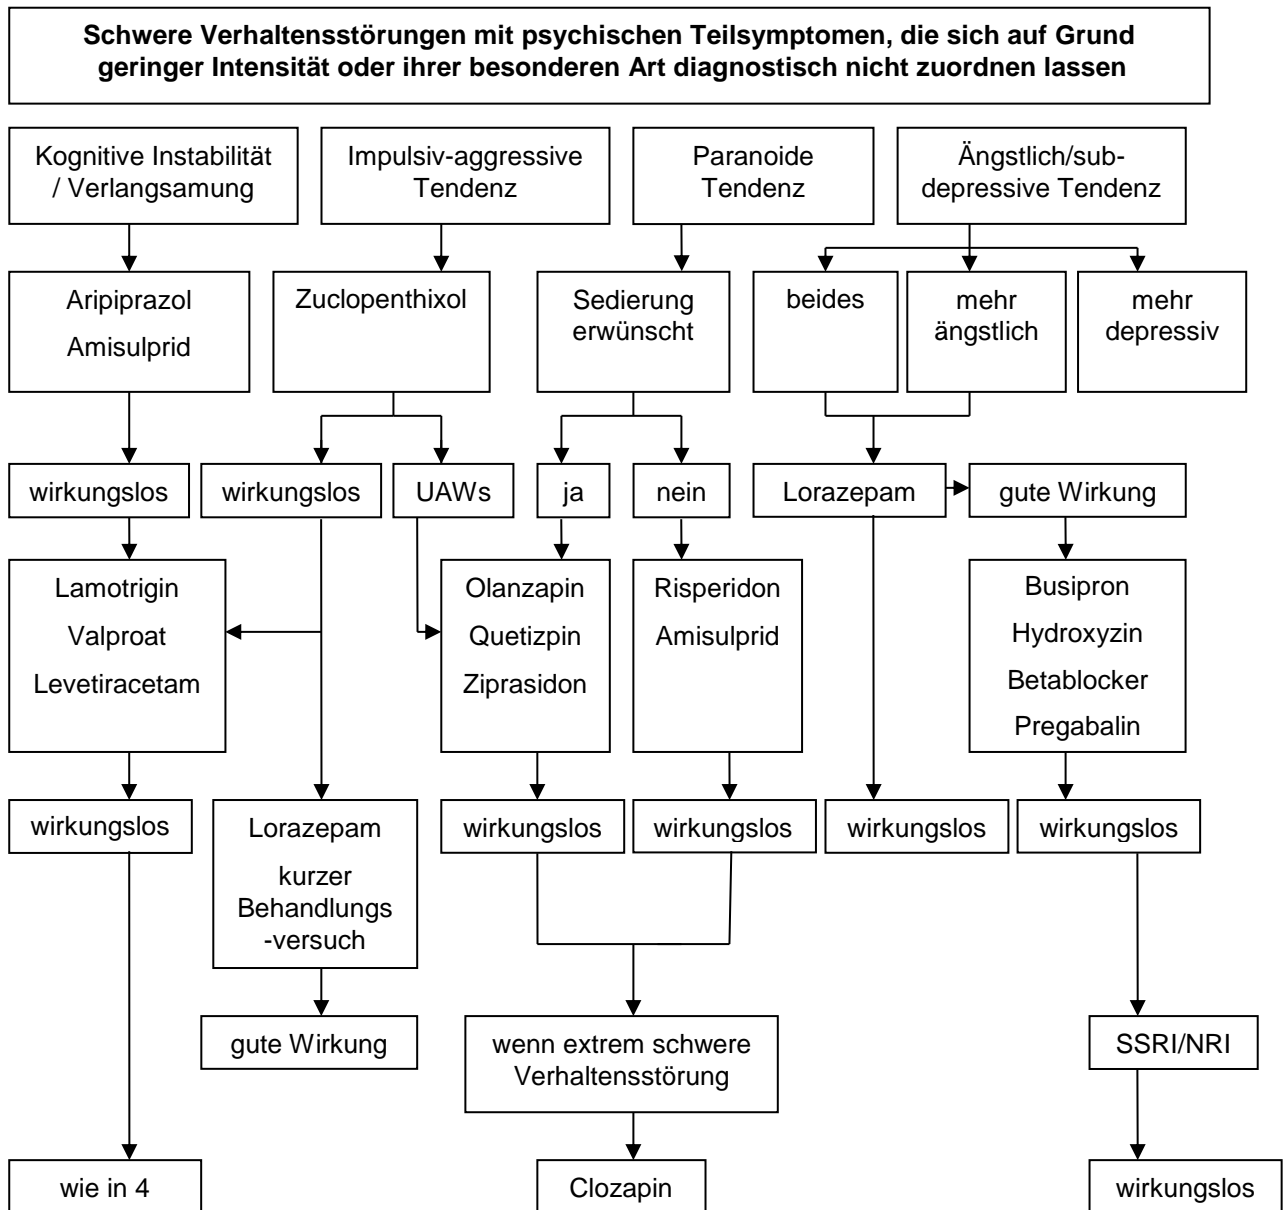 Schwere Verhaltensstörungen mit psychischen Teilsymptomen, die sich auf Grund
geringer Intensität oder ihrer besonderen Art diagnostisch nicht zuordnen lassen
Kognitive Instabilität
/ Verlangsamung
Impulsiv-aggressive
Tendenz
Paranoide
Tendenz
Ängstlich/sub-
depressive Tendenz
Aripiprazol
Amisulprid
Zuclopenthixol
Sedierung
erwünscht
beides
mehr
ängstlich
mehr
depressiv
wirkungslos
wirkungslos
UAWs
ja
nein
Lorazepam
gute Wirkung
Lamotrigin
Valproat
Levetiracetam
Olanzapin
Quetizpin
Ziprasidon
Risperidon
Amisulprid
Busipron
Hydroxyzin
Betablocker
Pregabalin
wirkungslos
Lorazepam
kurzer
Behandlungs
-versuch
wirkungslos
wirkungslos
wirkungslos
wirkungslos
gute Wirkung
wenn extrem schwere
Verhaltensstörung
SSRI/NRI
wie in 4
Clozapin
wirkungslos